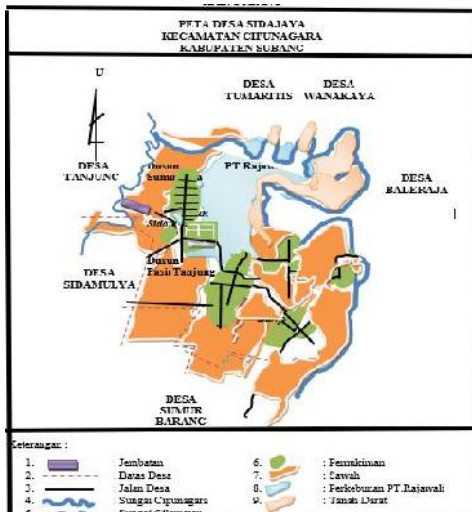 PETA DESA SIDAJAYA
KECAMATAN CIPUNAGARA
KABUPATEN SUBANG
U
DESA
TUMARITIS
DESA
WANAKAYA
DESA
TANJUNG
Dusun
PT Rajaw
DESA
BALERAJA
Dusun
Pasir Tanjung
DESA
SIDAMULYA
DESA
SUMUR
BARANG
Keterangan :
1. : Jembatan
2. : Batas Desa
3. : Jalan Desa
4. : Sungai Cipunagara
6. : Pemukiman
7. : Sawah
8. : Perkebunan PT.Rajawali
9. : Tanah Darat